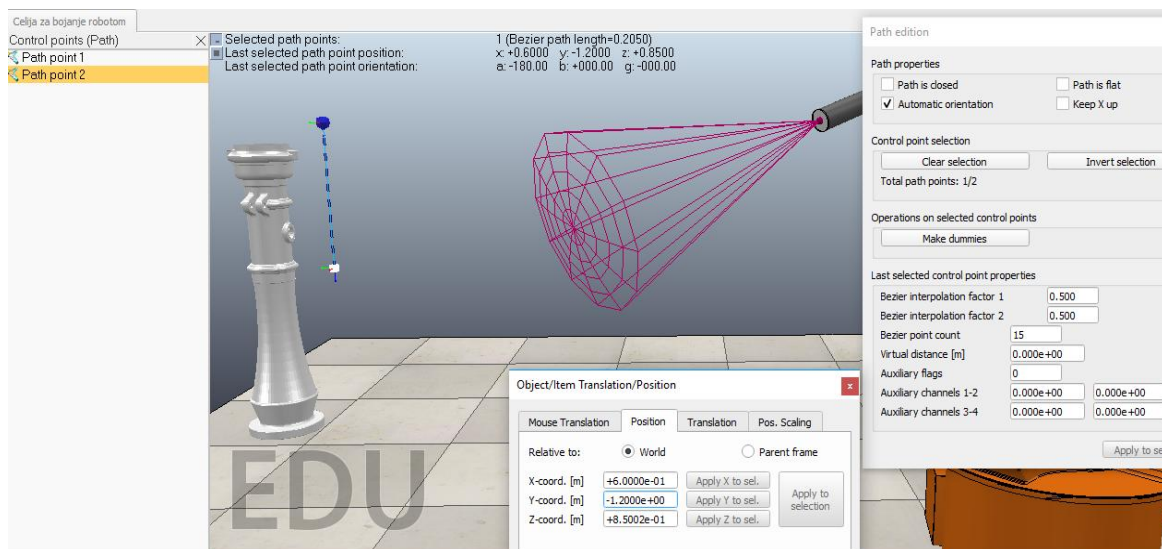 Celija za bojanje robotom
Control points (Path)
Path point 1
Path point 2
Selected path points: 1 (Bezier path length=0.2050)
Last selected path point position: x: +0.6000 y: -1.2000 z: +0.8500
Last selected path point orientation: a: -180.00 b: +000.00 g: -000.00
EDU
Object/Item Translation/Position
Mouse Translation Position Translation Pos. Scaling
Relative to: World Parent frame
X-coord. [m] +6.0000e-01 Apply X to sel.
Y-coord. [m] -1.2000e+00 Apply Y to sel.
Z-coord. [m] +8.5002e-01 Apply Z to sel.
Apply to
selection
Path edition
Path properties
Path is closed Path is flat
Automatic orientation Keep X up
Control point selection
Clear selection Invert selection
Total path points: 1/2
Operations on selected control points
Make dummies
Last selected control point properties
Bezier interpolation factor 1 0.500
Bezier interpolation factor 2 0.500
Bezier point count 15
Virtual distance [m] 0.000e+00
Auxiliary flags 0
Auxiliary channels 1-2 0.000e+00 0.000e+00
Auxiliary channels 3-4 0.000e+00 0.000e+00
Apply to se